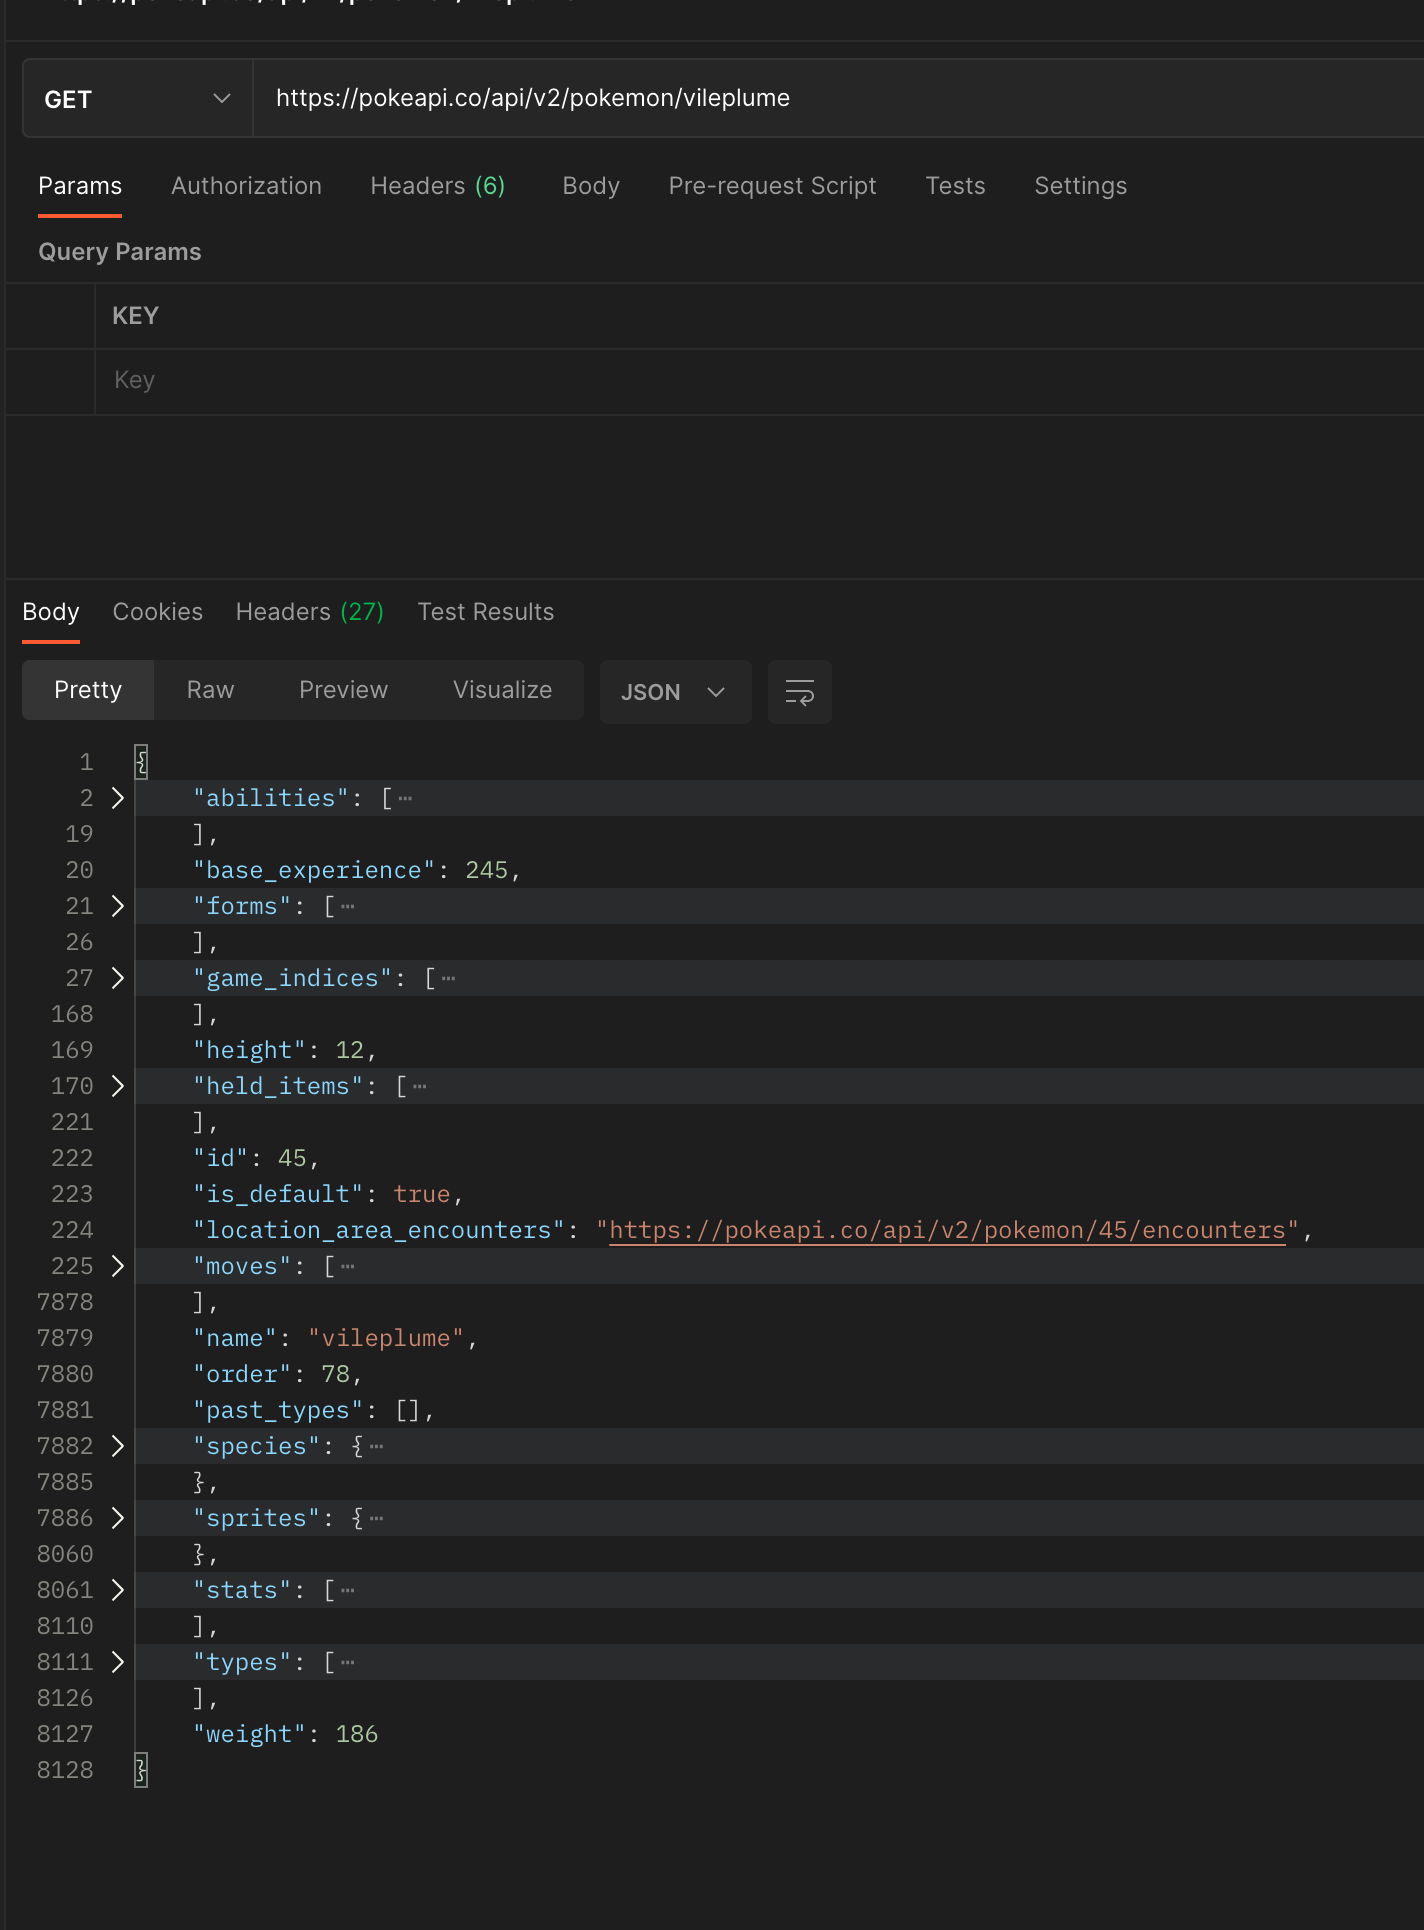 GET https://pokeapi.co/api/v2/pokemon/vileplume
Params Authorization Headers (6) Body Pre-request Script Tests Settings
Query Params
KEY
Key
Body Cookies Headers (27) Test Results
Pretty Raw Preview Visualize JSON
1 {
2 "abilities": [⋯
19 ],
20 "base_experience": 245,
21 "forms": [⋯
26 ],
27 "game_indices": [⋯
168 ],
169 "height": 12,
170 "held_items": [⋯
221 ],
222 "id": 45,
223 "is_default": true,
224 "location_area_encounters": "https://pokeapi.co/api/v2/pokemon/45/encounters",
225 "moves": [⋯
7878 ],
7879 "name": "vileplume",
7880 "order": 78,
7881 "past_types": [],
7882 "species": {⋯
7885 },
7886 "sprites": {⋯
8060 },
8061 "stats": [⋯
8110 ],
8111 "types": [⋯
8126 ],
8127 "weight": 186
8128 }